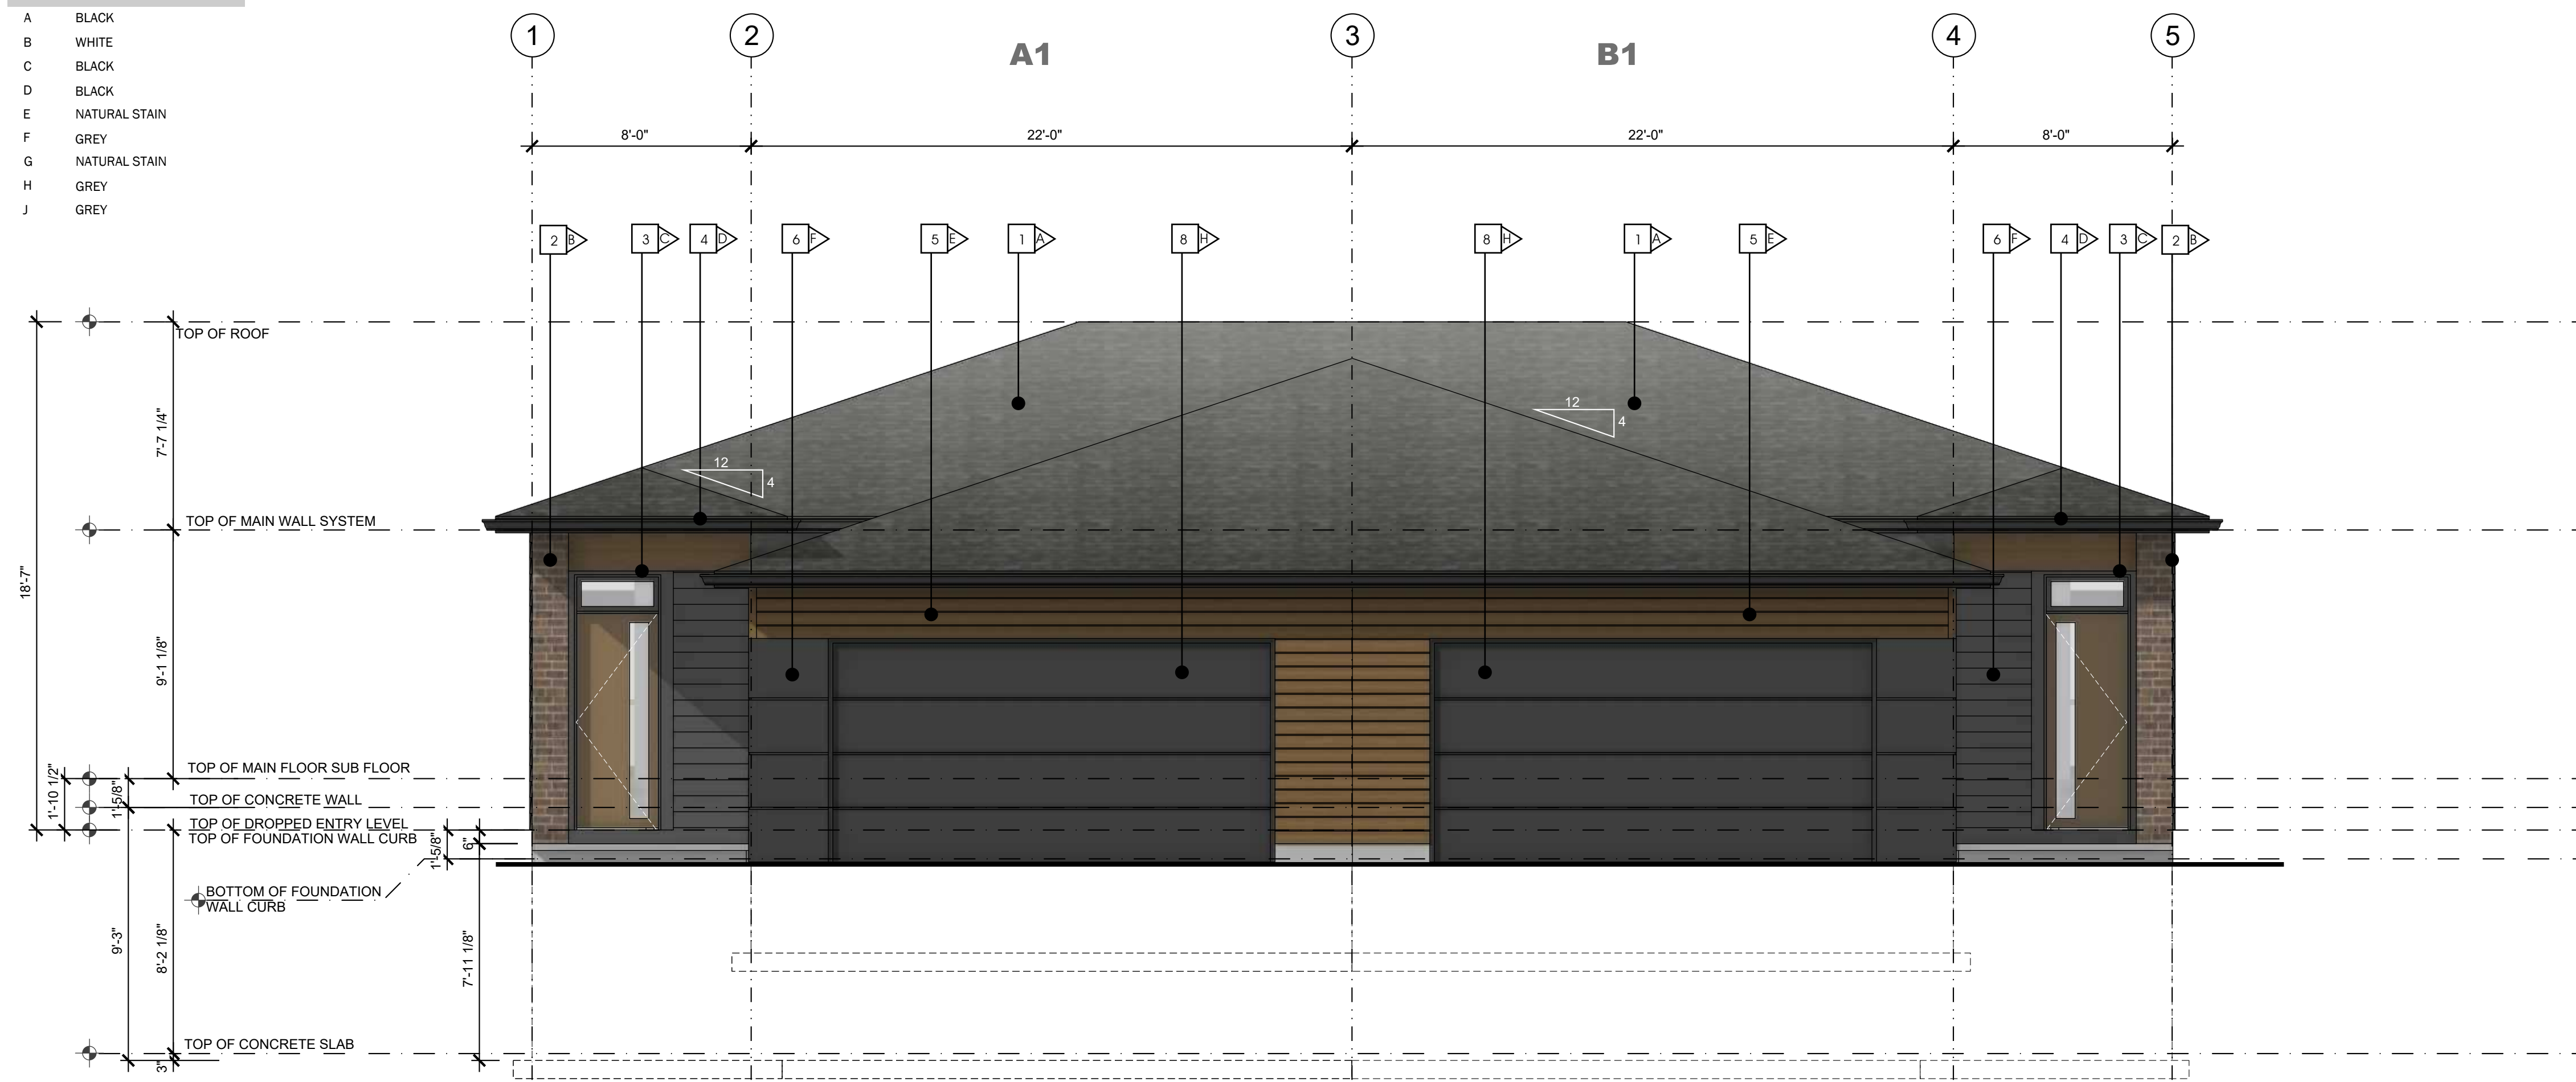 A BLACK
B WHITE
C BLACK
D BLACK
E NATURAL STAIN
F GREY
G NATURAL STAIN
H GREY
J GREY
1 2 3 4 5
A1 B1
8'-0" 22'-0" 22'-0" 8'-0"
2 B 3 C 4 D 6 F 5 E 1 A 8 H 8 H 1 A 5 E 6 F 4 D 3 C 2 B
TOP OF ROOF
7'-7 1/4"
12
4
12
4
TOP OF MAIN WALL SYSTEM
18'-7"
9'-1 1/8"
TOP OF MAIN FLOOR SUB FLOOR
1'-10 1/2"
1'-5/8"
TOP OF CONCRETE WALL
TOP OF DROPPED ENTRY LEVEL
TOP OF FOUNDATION WALL CURB
1'-5/8"
6"
BOTTOM OF FOUNDATION
WALL CURB
9'-3"
8'-2 1/8"
7'-11 1/8"
TOP OF CONCRETE SLAB
3"